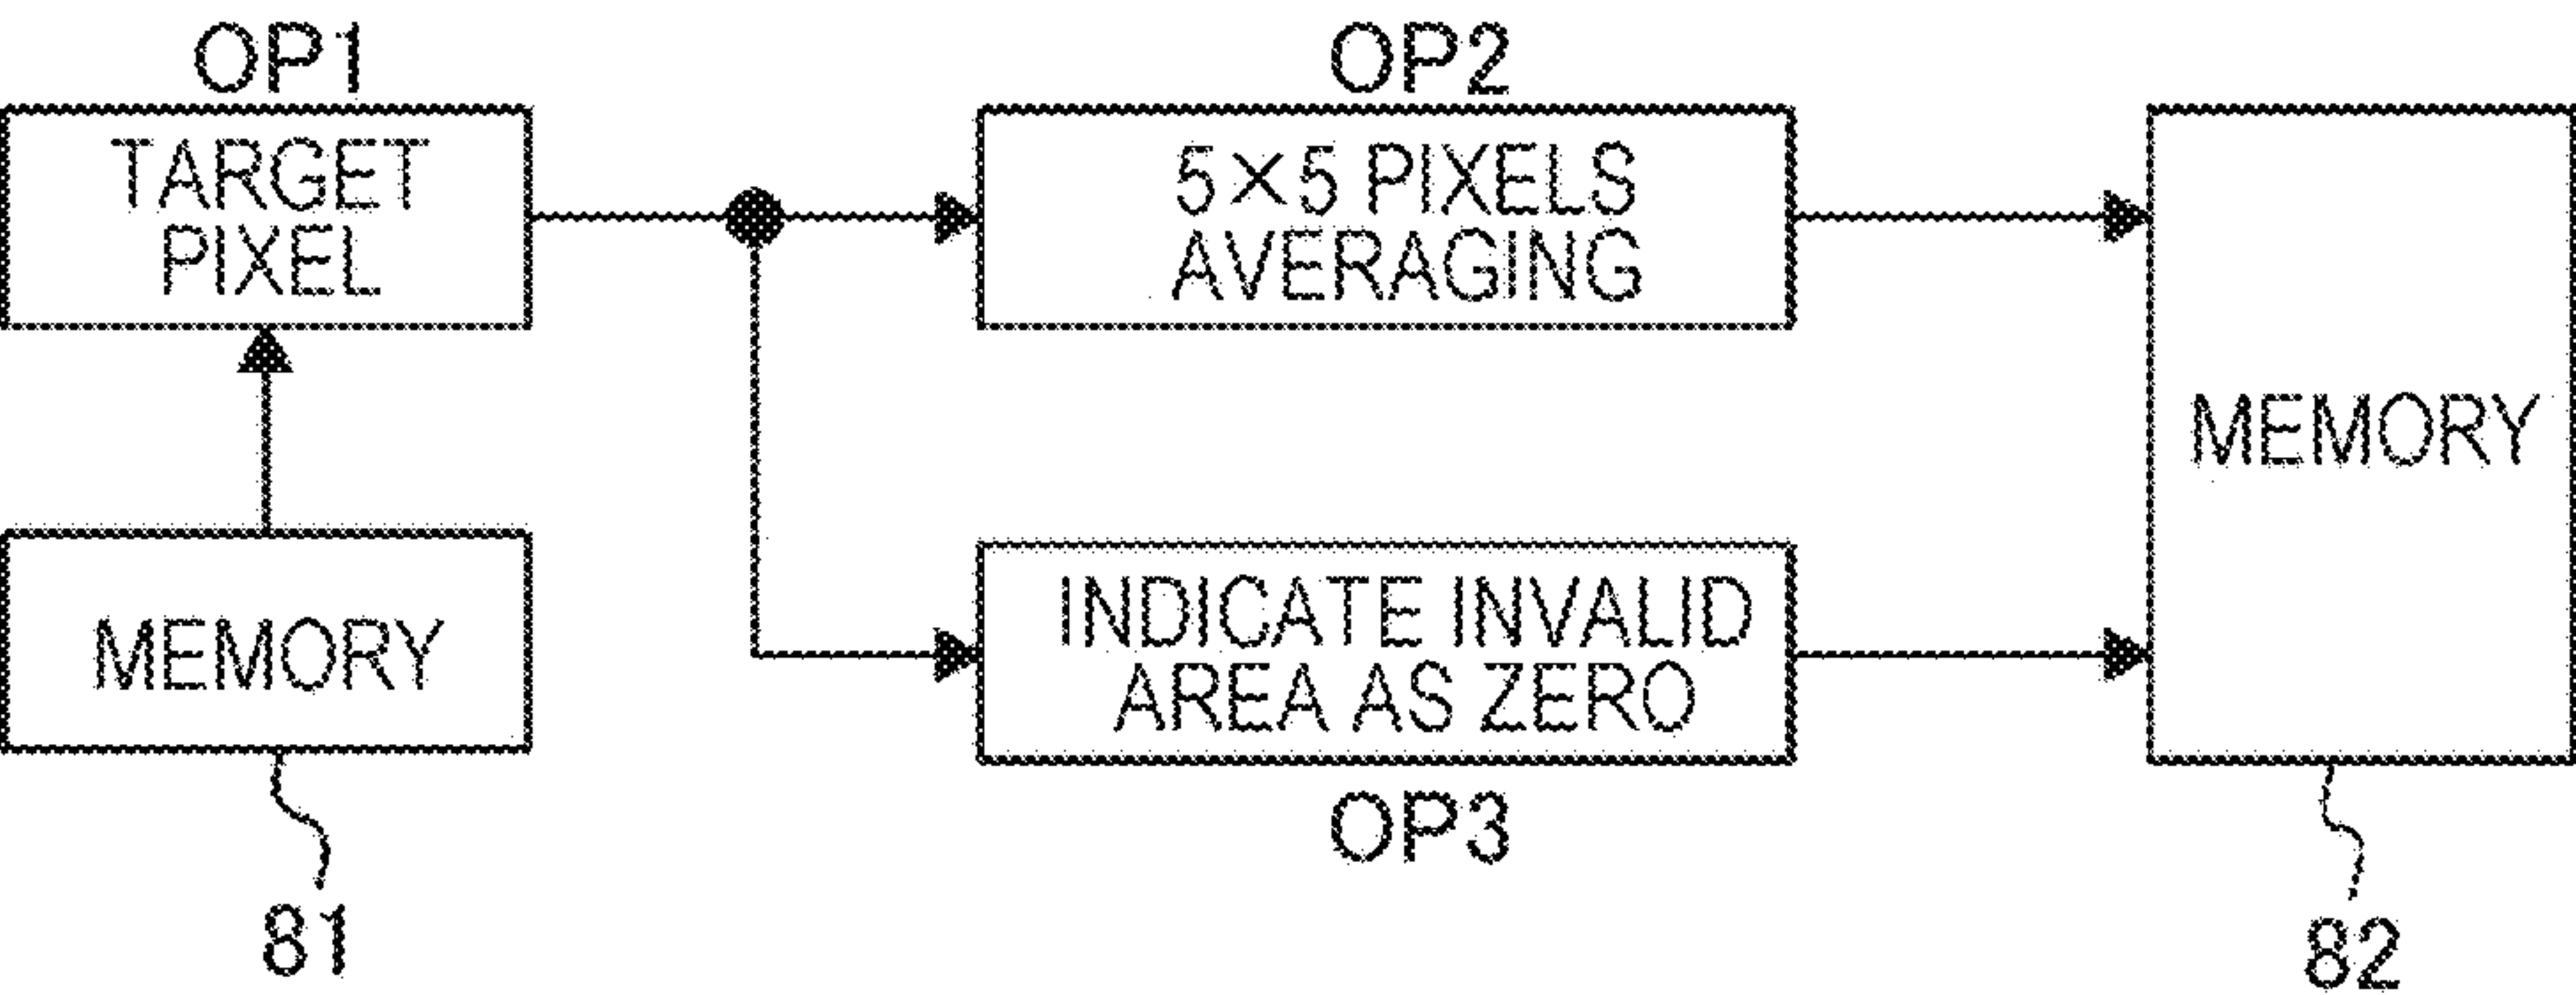 OP1
TARGET
PIXEL
OP2
5×5 PIXELS
AVERAGING
MEMORY
MEMORY
INDICATE INVALID
AREA AS ZERO
OP3
81
82